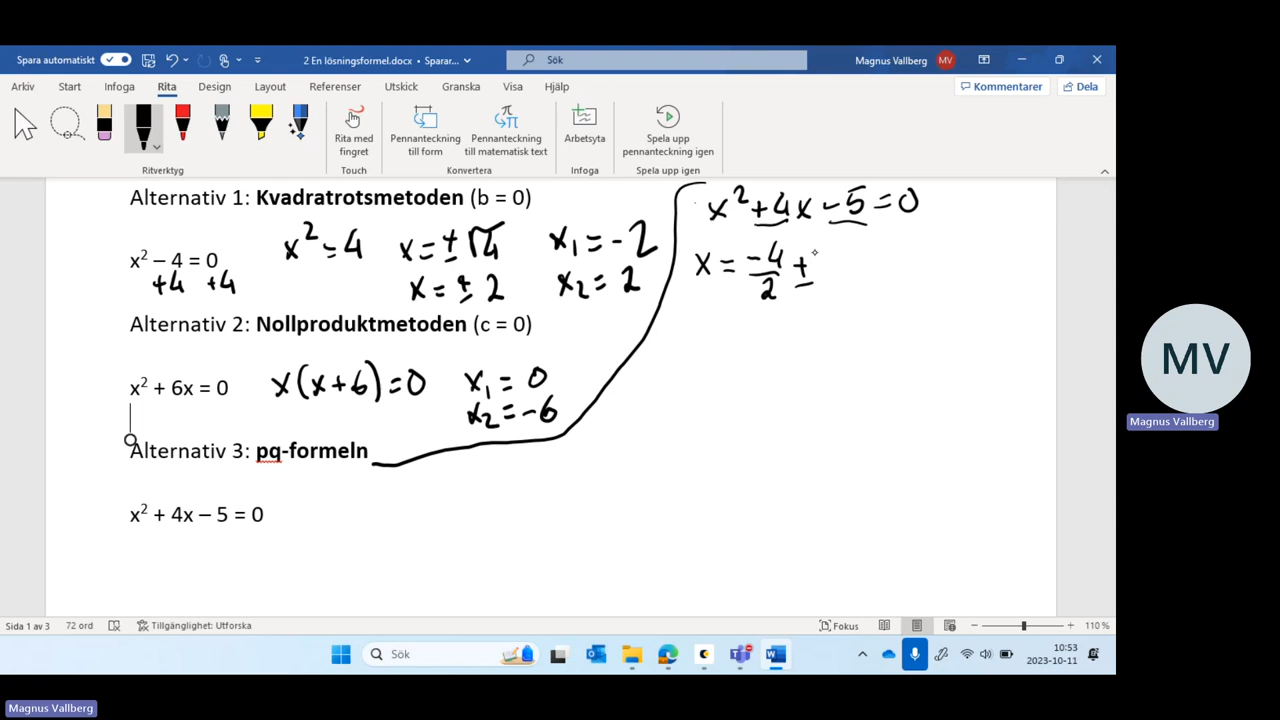 Spara automatiskt
2 En lösningsformel.docx • Sparar...
Sök
Magnus Vallberg MV
Arkiv Start Infoga Rita Design Layout Referenser Utskick Granska Visa Hjälp
Kommentarer Dela
Rita med fingret
Pennanteckning till form
Pennanteckning till matematisk text
Arbetsyta
Spela upp pennanteckning igen
Ritverktyg Touch Konvertera Infoga Spela upp igen
Alternativ 1: Kvadratrotsmetoden (b = 0)
x² – 4 = 0
+4 +4
x² = 4
x = ±√4
x = ± 2
x₁ = -2
x₂ = 2
Alternativ 2: Nollproduktmetoden (c = 0)
x² + 6x = 0
x(x+6) = 0
x₁ = 0
x₂ = -6
Alternativ 3: pq-formeln
x² + 4x – 5 = 0
x² + 4x - 5 = 0
x = -4/2 ±
MV
Magnus Vallberg
Sida 1 av 3 72 ord Tillgänglighet: Utforska
Fokus
110 %
Sök
10:53
2023-10-11
Magnus Vallberg